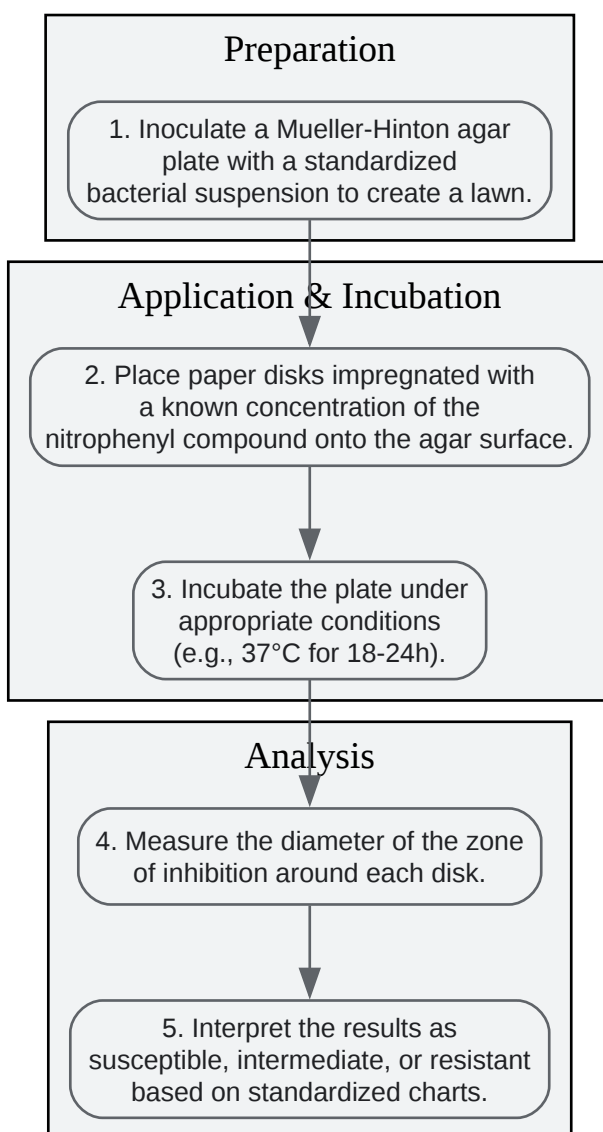 Preparation
1. Inoculate a Mueller-Hinton agar
plate with a standardized
bacterial suspension to create a lawn.
Application & Incubation
2. Place paper disks impregnated with
a known concentration of the
nitrophenyl compound onto the agar surface.
3. Incubate the plate under
appropriate conditions
(e.g., 37°C for 18-24h).
Analysis
4. Measure the diameter of the zone
of inhibition around each disk.
5. Interpret the results as
susceptible, intermediate, or resistant
based on standardized charts.